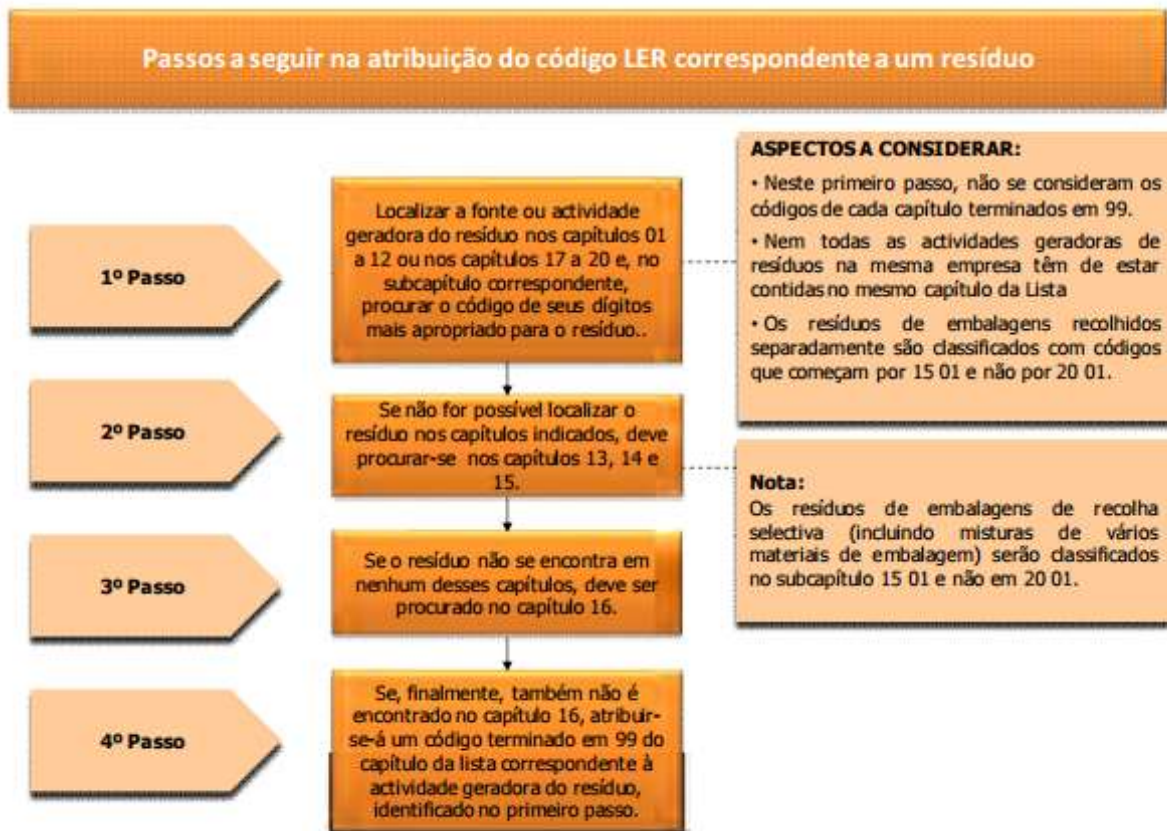 Passos a seguir na atribuição do código LER correspondente a um resíduo
1º Passo
Localizar a fonte ou actividade
geradora do resíduo nos capítulos 01
a 12 ou nos capítulos 17 a 20 e, no
subcapítulo correspondente,
procurar o código de seus dígitos
mais apropriado para o resíduo..
ASPECTOS A CONSIDERAR:
• Neste primeiro passo, não se consideram os
códigos de cada capítulo terminados em 99.
• Nem todas as actividades geradoras de
resíduos na mesma empresa têm de estar
contidas no mesmo capítulo da Lista
• Os resíduos de embalagens recolhidos
separadamente são classificados com códigos
que começam por 15 01 e não por 20 01.
2º Passo
Se não for possível localizar o
resíduo nos capítulos indicados, deve
procurar-se nos capítulos 13, 14 e
15.
Nota:
Os resíduos de embalagens de recolha
selectiva (incluindo misturas de vários
materiais de embalagem) serão classificados
no subcapítulo 15 01 e não em 20 01.
3º Passo
Se o resíduo não se encontra em
nenhum desses capítulos, deve ser
procurado no capítulo 16.
4º Passo
Se, finalmente, também não é
encontrado no capítulo 16, atribuir-
se-á um código terminado em 99 do
capítulo da lista correspondente à
actividade geradora do resíduo,
identificado no primeiro passo.